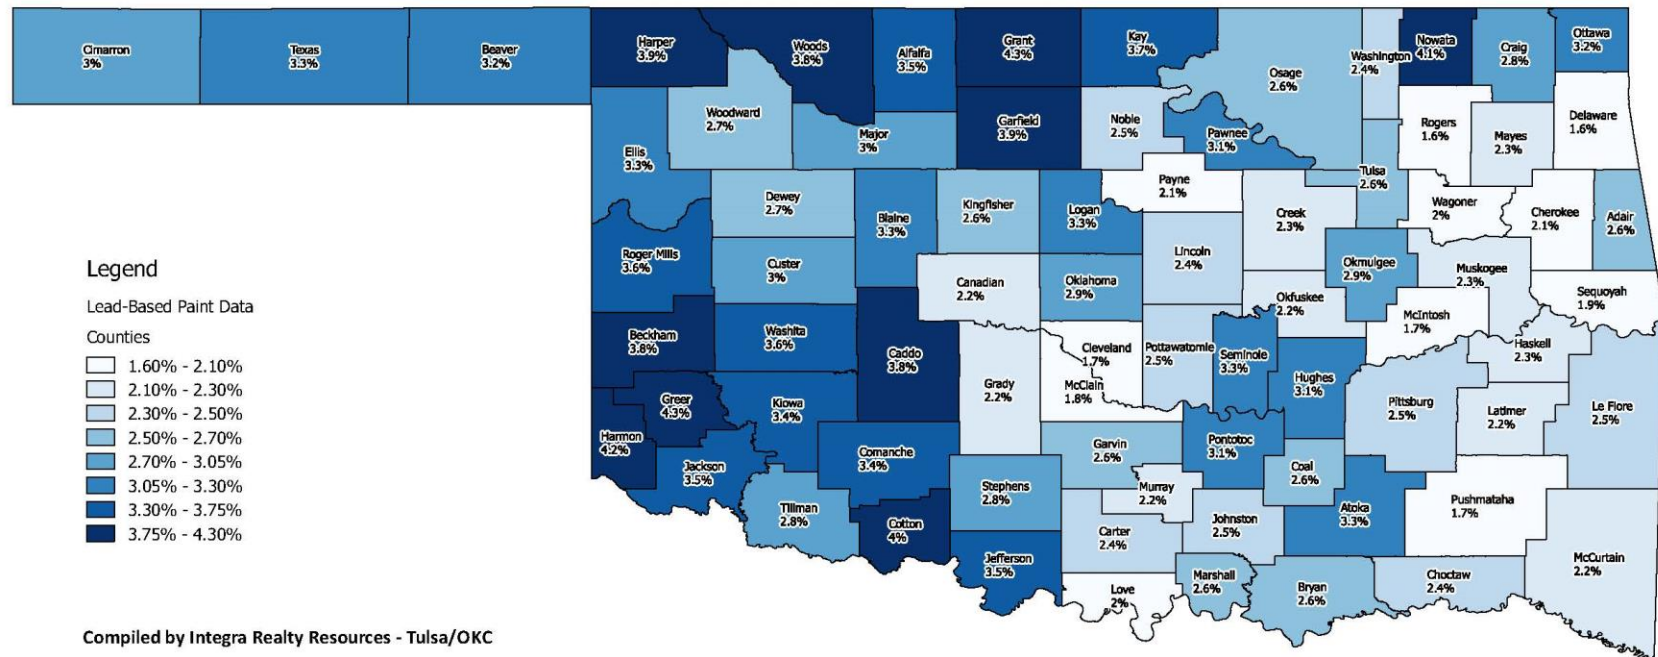 Cimarron
3%
Texas
3.3%
Beaver
3.2%
Harper
3.9%
Woods
3.8%
Alfalfa
3.5%
Grant
4.3%
Kay
3.7%
Osage
2.6%
Washington
2.4%
Nowata
4.1%
Craig
2.8%
Ottawa
3.2%
Woodward
2.7%
Major
3%
Garfield
3.9%
Noble
2.5%
Pawnee
3.1%
Rogers
1.6%
Mayes
2.3%
Delaware
1.6%
Ellis
3.3%
Dewey
2.7%
Blaine
3.3%
Kingfisher
2.6%
Logan
3.3%
Payne
2.1%
Creek
2.3%
Tulsa
2.6%
Wagoner
2%
Cherokee
2.1%
Adair
2.6%
Roger Mills
3.6%
Custer
3%
Canadian
2.2%
Oklahoma
2.9%
Lincoln
2.4%
Okmulgee
2.9%
Muskogee
2.3%
Okfuskee
2.2%
McIntosh
1.7%
Sequoyah
1.9%
Beckham
3.8%
Washita
3.6%
Caddo
3.8%
Grady
2.2%
Cleveland
1.7%
McClain
1.8%
Pottawatomie
2.5%
Seminole
3.3%
Hughes
3.1%
Haskell
2.3%
Pittsburg
2.5%
Latimer
2.2%
Le Flore
2.5%
Greer
4.3%
Harmon
4.2%
Kiowa
3.4%
Jackson
3.5%
Comanche
3.4%
Garvin
2.6%
Pontotoc
3.1%
Coal
2.6%
Tillman
2.8%
Cotton
4%
Stephens
2.8%
Murray
2.2%
Carter
2.4%
Johnston
2.5%
Atoka
3.3%
Pushmataha
1.7%
McCurtain
2.2%
Jefferson
3.5%
Love
2%
Marshall
2.6%
Bryan
2.6%
Choctaw
2.4%
Legend
Lead-Based Paint Data
Counties
1.60% - 2.10%
2.10% - 2.30%
2.30% - 2.50%
2.50% - 2.70%
2.70% - 3.05%
3.05% - 3.30%
3.30% - 3.75%
3.75% - 4.30%
Compiled by Integra Realty Resources - Tulsa/OKC